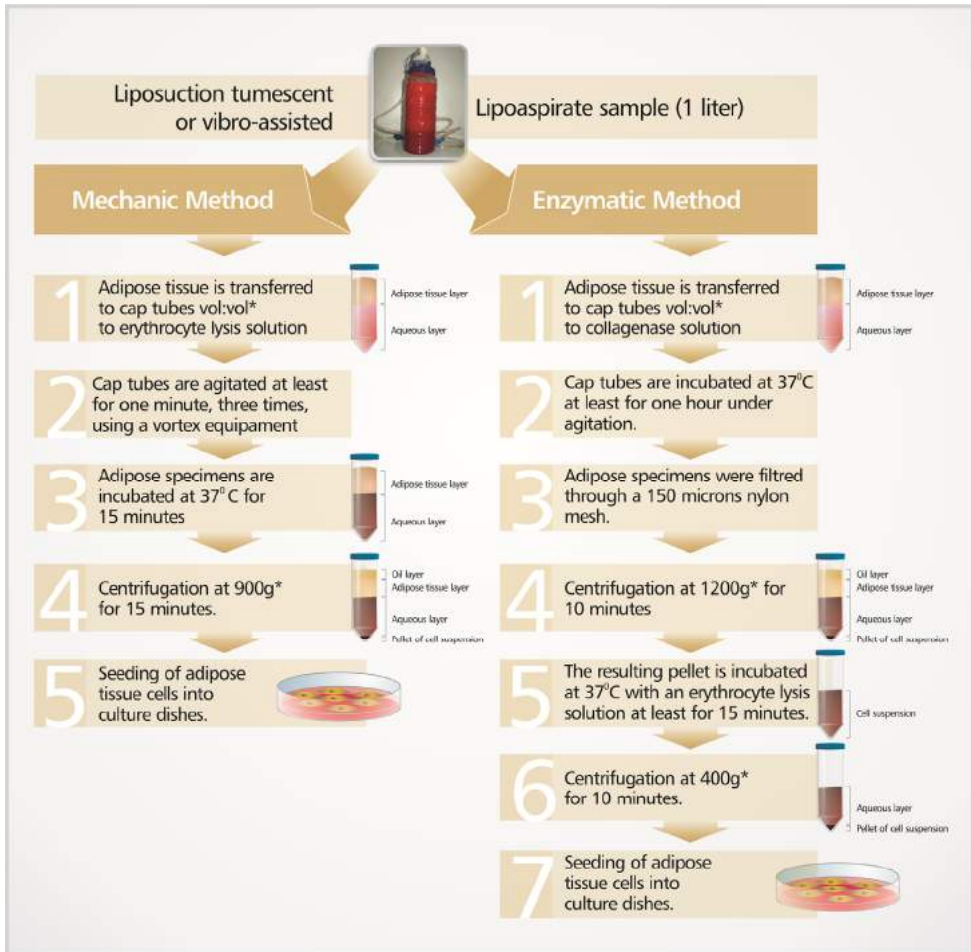 Liposuction tumescent
or vibro-assisted
Lipoaspirate sample (1 liter)
Mechanic Method
1
Adipose tissue is transferred
to cap tubes vol:vol*
to erythrocyte lysis solution
Adipose tissue layer
Aqueous layer
2
Cap tubes are agitated at least
for one minute, three times,
using a vortex equipament
3
Adipose specimens are
incubated at 37°C for
15 minutes
Adipose tissue layer
Aqueous layer
4
Centrifugation at 900g*
for 15 minutes.
Oil layer
Adipose tissue layer
Aqueous layer
Pellet of cell suspension
5
Seeding of adipose
tissue cells into
culture dishes.
Enzymatic Method
1
Adipose tissue is transferred
to cap tubes vol:vol*
to collagenase solution
Adipose tissue layer
Aqueous layer
2
Cap tubes are incubated at 37°C
at least for one hour under
agitation.
3
Adipose specimens were filtred
through a 150 microns nylon
mesh.
4
Centrifugation at 1200g* for
10 minutes
Oil layer
Adipose tissue layer
Aqueous layer
Pellet of cell suspension
5
The resulting pellet is incubated
at 37°C with an erythrocyte lysis
solution at least for 15 minutes.
Cell suspension
6
Centrifugation at 400g*
for 10 minutes.
Aqueous layer
Pellet of cell suspension
7
Seeding of adipose
tissue cells into
culture dishes.